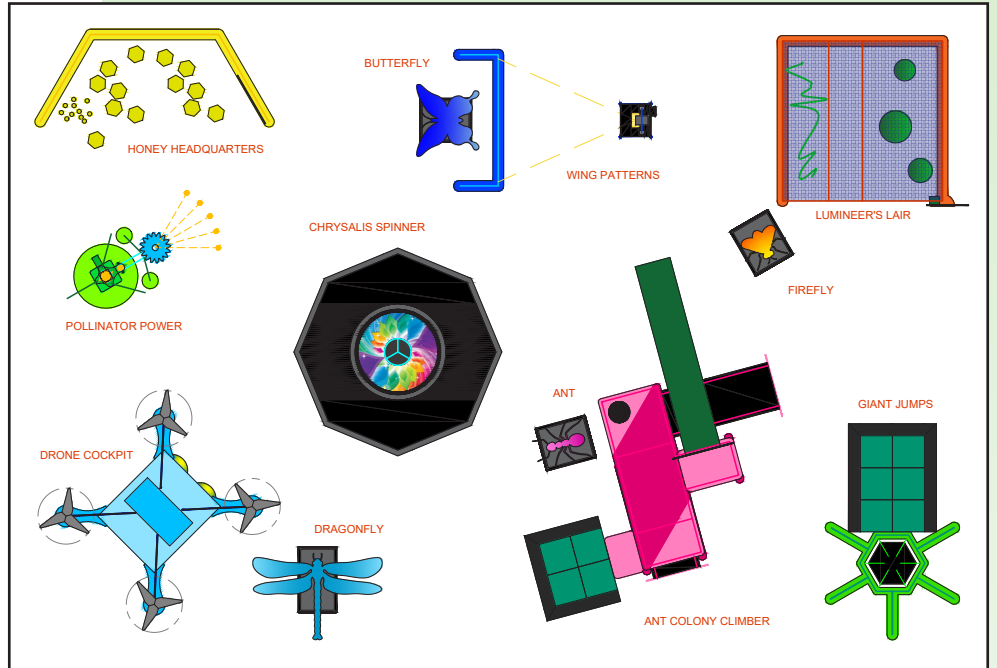 BUTTERFLY
HONEY HEADQUARTERS
WING PATTERNS
LUMINEER'S LAIR
CHRYSALIS SPINNER
FIREFLY
POLLINATOR POWER
ANT
GIANT JUMPS
DRONE COCKPIT
DRAGONFLY
ANT COLONY CLIMBER